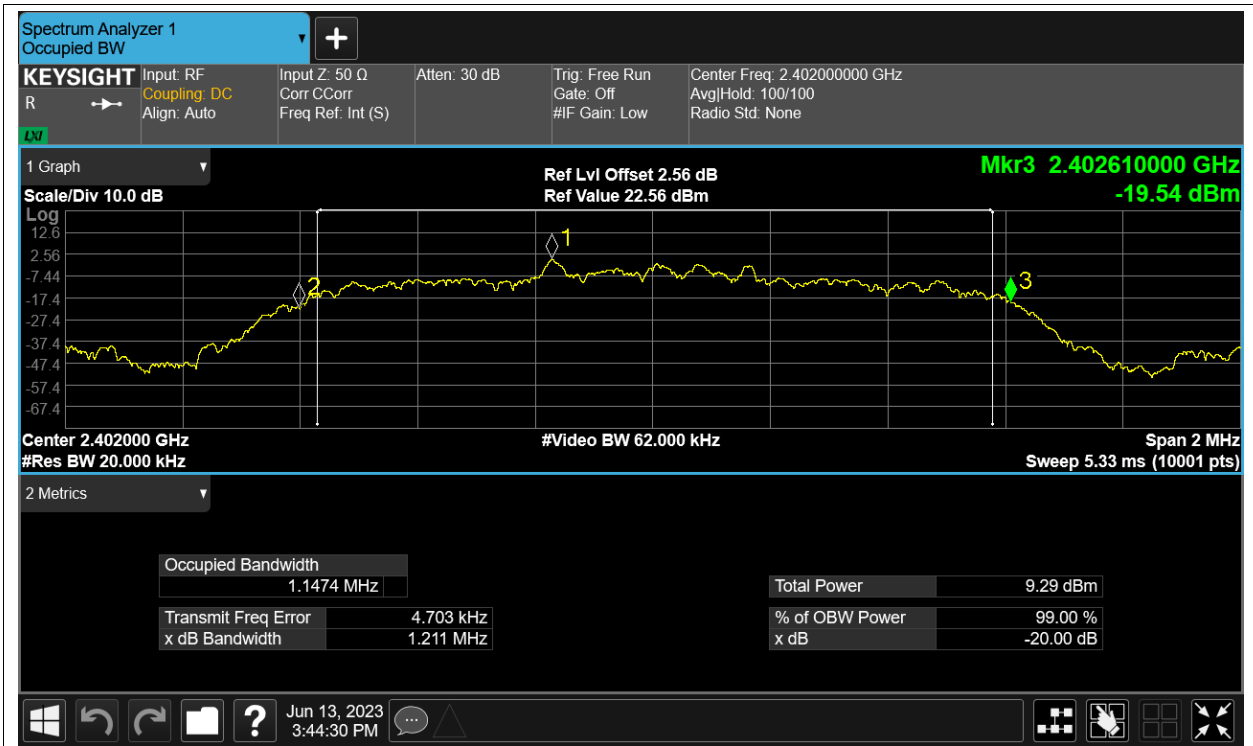 Spectrum Analyzer 1
Occupied BW
KEYSIGHT
R
LXI
Input: RF
Coupling: DC
Align: Auto
Input Z: 50 Ω
Corr CCorr
Freq Ref: Int (S)
Atten: 30 dB
Trig: Free Run
Gate: Off
#IF Gain: Low
Center Freq: 2.402000000 GHz
Avg|Hold: 100/100
Radio Std: None
1 Graph
Scale/Div 10.0 dB
Ref Lvl Offset 2.56 dB
Ref Value 22.56 dBm
Mkr3 2.402610000 GHz
-19.54 dBm
Log
12.6
2.56
-7.44
-17.4
-27.4
-37.4
-47.4
-57.4
-67.4
1
2
3
Center 2.402000 GHz
#Res BW 20.000 kHz
#Video BW 62.000 kHz
Span 2 MHz
Sweep 5.33 ms (10001 pts)
2 Metrics
Occupied Bandwidth
1.1474 MHz
Transmit Freq Error 4.703 kHz
x dB Bandwidth 1.211 MHz
Total Power 9.29 dBm
% of OBW Power 99.00 %
x dB -20.00 dB
?
Jun 13, 2023
3:44:30 PM